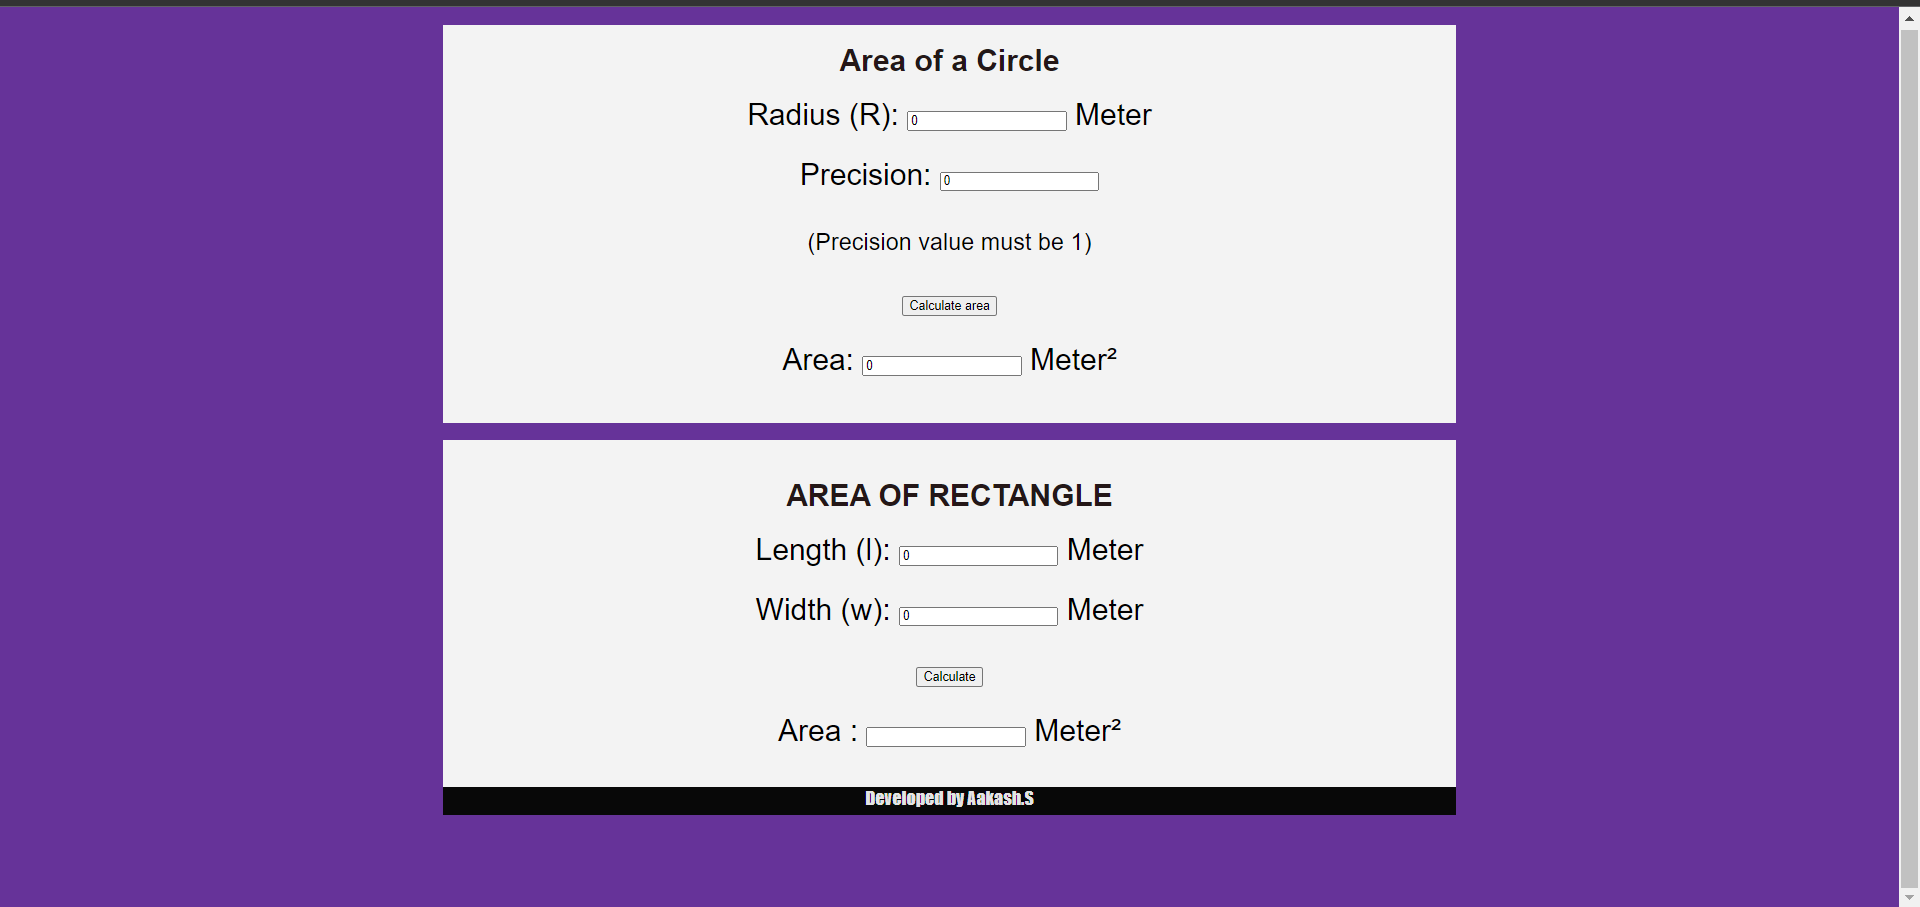 Area of a Circle
Radius (R): 0 Meter
Precision: 0
(Precision value must be 1)
Calculate area
Area: 0 Meter²
AREA OF RECTANGLE
Length (l): 0 Meter
Width (w): 0 Meter
Calculate
Area : Meter²
Developed by Aakash.S